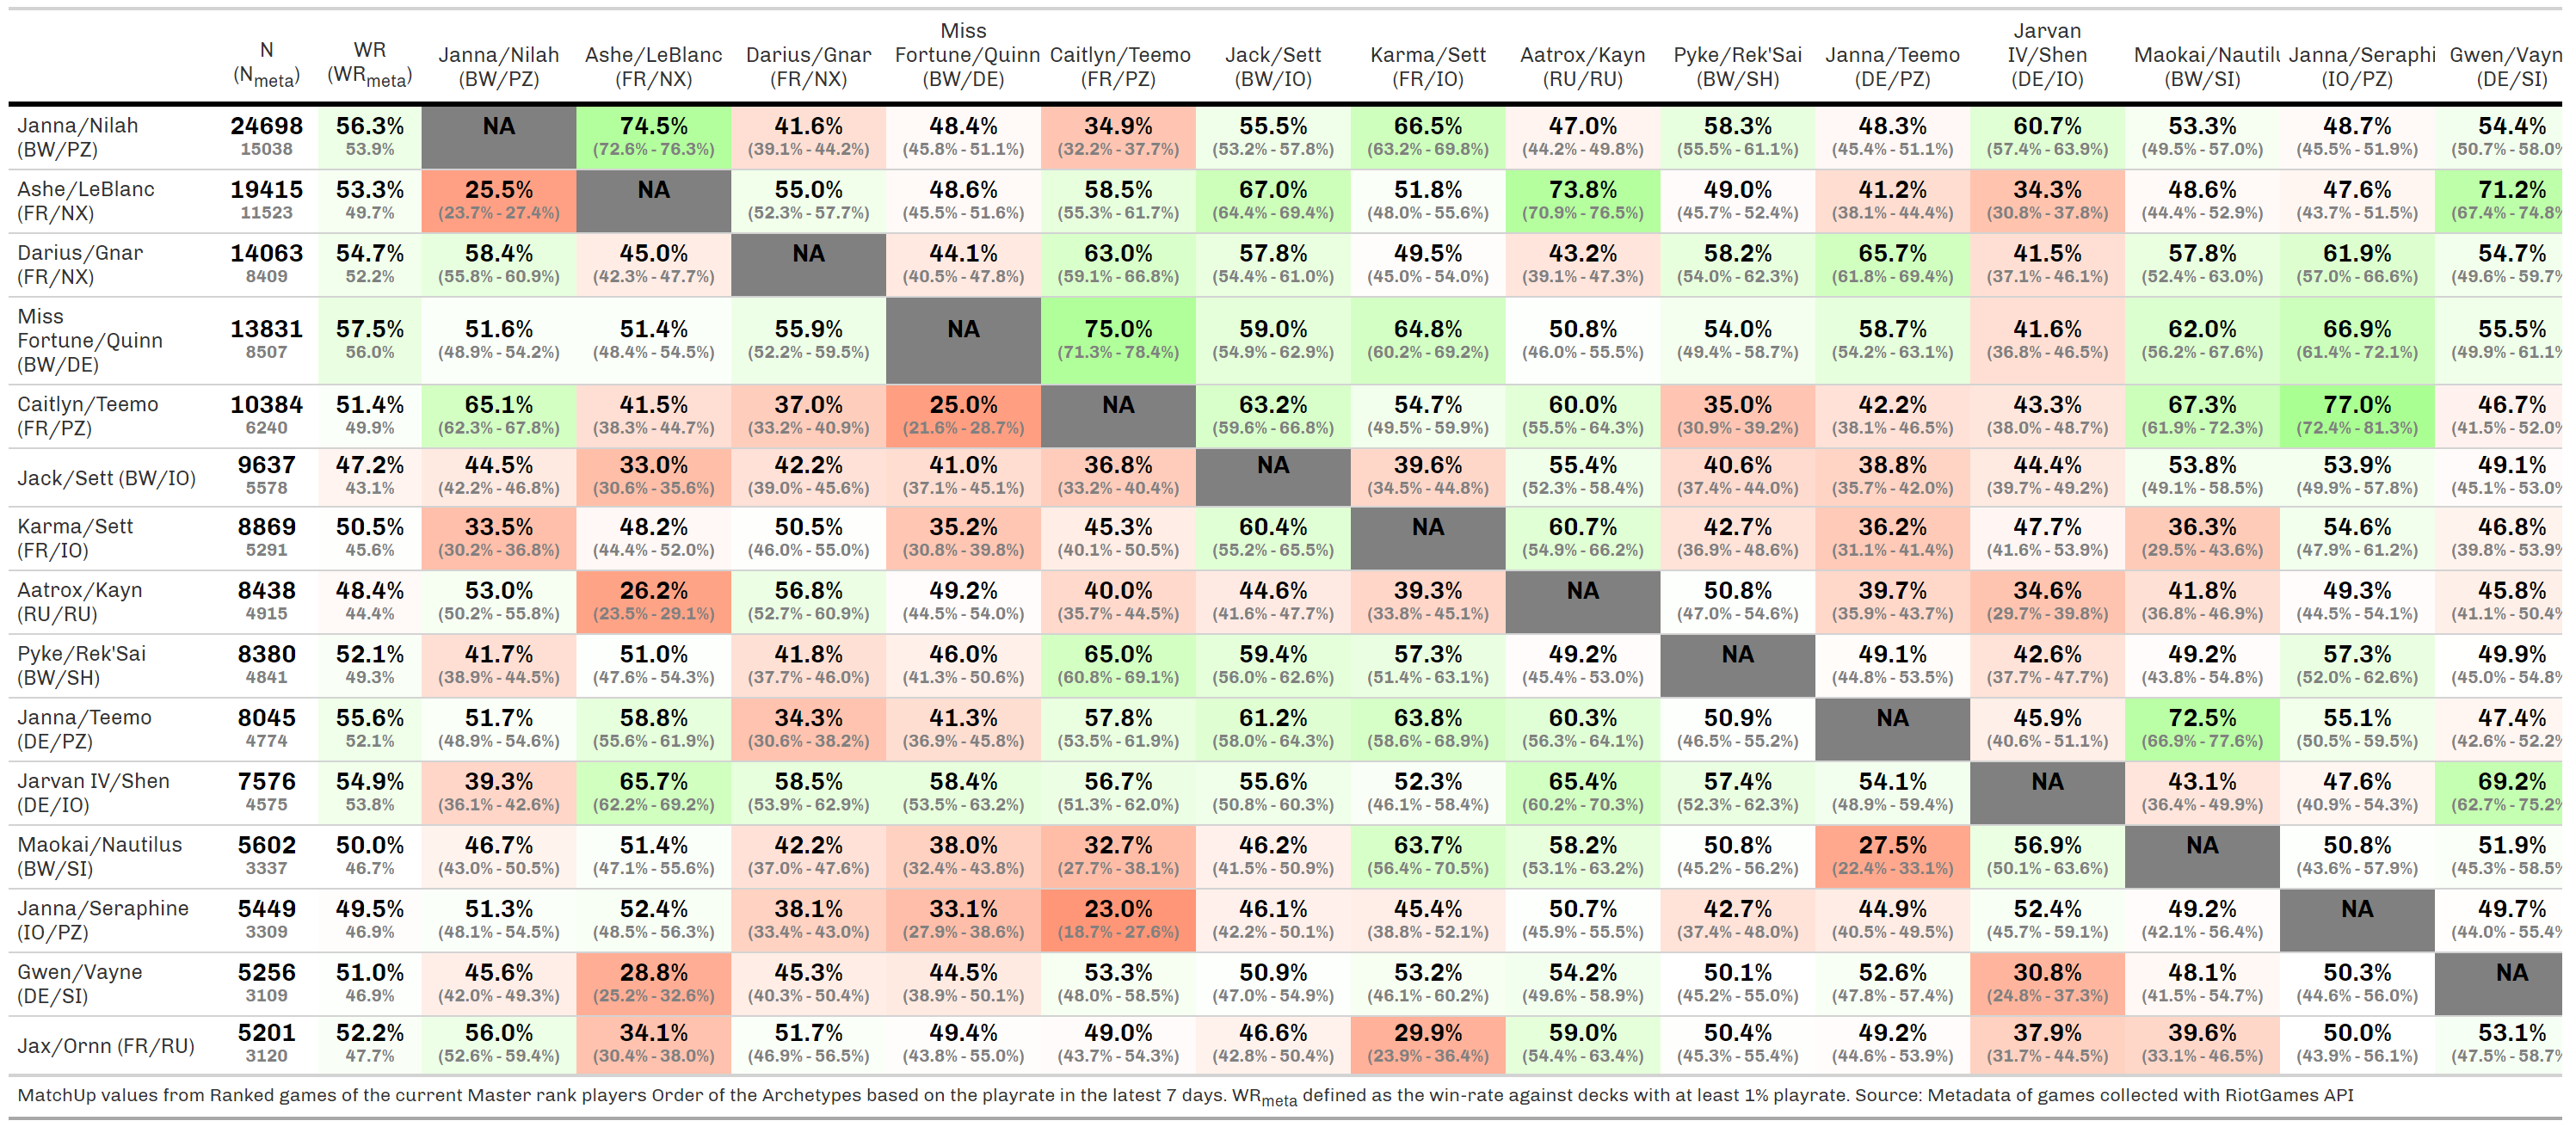 N (N_meta) WR (WR_meta) Janna/Nilah (BW/PZ) Ashe/LeBlanc (FR/NX) Darius/Gnar (FR/NX) Miss Fortune/Quinn (BW/DE) Caitlyn/Teemo (FR/PZ) Jack/Sett (BW/IO) Karma/Sett (FR/IO) Aatrox/Kayn (RU/RU) Pyke/Rek'Sai (BW/SH) Janna/Teemo (DE/PZ) Jarvan IV/Shen (DE/IO) Maokai/Nautilu (BW/SI) Janna/Seraphi (IO/PZ) Gwen/Vayn (DE/SI)
Janna/Nilah 24698 56.3% NA 74.5% 41.6% 48.4% 34.9% 55.5% 66.5% 47.0% 58.3% 48.3% 60.7% 53.3% 48.7% 54.4%
(BW/PZ) 15038 53.9% (72.6% - 76.3%) (39.1% - 44.2%) (45.8% - 51.1%) (32.2% - 37.7%) (53.2% - 57.8%) (63.2% - 69.8%) (44.2% - 49.8%) (55.5% - 61.1%) (45.4% - 51.1%) (57.4% - 63.9%) (49.5% - 57.0%) (45.5% - 51.9%) (50.7% - 58.0%
Ashe/LeBlanc 19415 53.3% 25.5% NA 55.0% 48.6% 58.5% 67.0% 51.8% 73.8% 49.0% 41.2% 34.3% 48.6% 47.6% 71.2%
(FR/NX) 11523 49.7% (23.7% - 27.4%) (52.3% - 57.7%) (45.5% - 51.6%) (55.3% - 61.7%) (64.4% - 69.4%) (48.0% - 55.6%) (70.9% - 76.5%) (45.7% - 52.4%) (38.1% - 44.4%) (30.8% - 37.8%) (44.4% - 52.9%) (43.7% - 51.5%) (67.4% - 74.8%
Darius/Gnar 14063 54.7% 58.4% 45.0% NA 44.1% 63.0% 57.8% 49.5% 43.2% 58.2% 65.7% 41.5% 57.8% 61.9% 54.7%
(FR/NX) 8409 52.2% (55.8% - 60.9%) (42.3% - 47.7%) (40.5% - 47.8%) (59.1% - 66.8%) (54.4% - 61.0%) (45.0% - 54.0%) (39.1% - 47.3%) (54.0% - 62.3%) (61.8% - 69.4%) (37.1% - 46.1%) (52.4% - 63.0%) (57.0% - 66.6%) (49.6% - 59.7%
Miss
Fortune/Quinn 13831 57.5% 51.6% 51.4% 55.9% NA 75.0% 59.0% 64.8% 50.8% 54.0% 58.7% 41.6% 62.0% 66.9% 55.5%
(BW/DE) 8507 56.0% (48.9% - 54.2%) (48.4% - 54.5%) (52.2% - 59.5%) (71.3% - 78.4%) (54.9% - 62.9%) (60.2% - 69.2%) (46.0% - 55.5%) (49.4% - 58.7%) (54.2% - 63.1%) (36.8% - 46.5%) (56.2% - 67.6%) (61.4% - 72.1%) (49.9% - 61.1%
Caitlyn/Teemo 10384 51.4% 65.1% 41.5% 37.0% 25.0% NA 63.2% 54.7% 60.0% 35.0% 42.2% 43.3% 67.3% 77.0% 46.7%
(FR/PZ) 6240 49.9% (62.3% - 67.8%) (38.3% - 44.7%) (33.2% - 40.9%) (21.6% - 28.7%) (59.6% - 66.8%) (49.5% - 59.9%) (55.5% - 64.3%) (30.9% - 39.2%) (38.1% - 46.5%) (38.0% - 48.7%) (61.9% - 72.3%) (72.4% - 81.3%) (41.5% - 52.0%
Jack/Sett (BW/IO) 9637 47.2% 44.5% 33.0% 42.2% 41.0% 36.8% NA 39.6% 55.4% 40.6% 38.8% 44.4% 53.8% 53.9% 49.1%
5578 43.1% (42.2% - 46.8%) (30.6% - 35.6%) (39.0% - 45.6%) (37.1% - 45.1%) (33.2% - 40.4%) (34.5% - 44.8%) (52.3% - 58.4%) (37.4% - 44.0%) (35.7% - 42.0%) (39.7% - 49.2%) (49.1% - 58.5%) (49.9% - 57.8%) (45.1% - 53.0%
Karma/Sett 8869 50.5% 33.5% 48.2% 50.5% 35.2% 45.3% 60.4% NA 60.7% 42.7% 36.2% 47.7% 36.3% 54.6% 46.8%
(FR/IO) 5291 45.6% (30.2% - 36.8%) (44.4% - 52.0%) (46.0% - 55.0%) (30.8% - 39.8%) (40.1% - 50.5%) (55.2% - 65.5%) (54.9% - 66.2%) (36.9% - 48.6%) (31.1% - 41.4%) (41.6% - 53.9%) (29.5% - 43.6%) (47.9% - 61.2%) (39.8% - 53.9%
Aatrox/Kayn 8438 48.4% 53.0% 26.2% 56.8% 49.2% 40.0% 44.6% 39.3% NA 50.8% 39.7% 34.6% 41.8% 49.3% 45.8%
(RU/RU) 4915 44.4% (50.2% - 55.8%) (23.5% - 29.1%) (52.7% - 60.9%) (44.5% - 54.0%) (35.7% - 44.5%) (41.6% - 47.7%) (33.8% - 45.1%) (47.0% - 54.6%) (35.9% - 43.7%) (29.7% - 39.8%) (36.8% - 46.9%) (44.5% - 54.1%) (41.1% - 50.4%
Pyke/Rek'Sai 8380 52.1% 41.7% 51.0% 41.8% 46.0% 65.0% 59.4% 57.3% 49.2% NA 49.1% 42.6% 49.2% 57.3% 49.9%
(BW/SH) 4841 49.3% (38.9% - 44.5%) (47.6% - 54.3%) (37.7% - 46.0%) (41.3% - 50.6%) (60.8% - 69.1%) (56.0% - 62.6%) (51.4% - 63.1%) (45.4% - 53.0%) (44.8% - 53.5%) (37.7% - 47.7%) (43.8% - 54.8%) (52.0% - 62.6%) (45.0% - 54.8%
Janna/Teemo 8045 55.6% 51.7% 58.8% 34.3% 41.3% 57.8% 61.2% 63.8% 60.3% 50.9% NA 45.9% 72.5% 55.1% 47.4%
(DE/PZ) 4774 52.1% (48.9% - 54.6%) (55.6% - 61.9%) (30.6% - 38.2%) (36.9% - 45.8%) (53.5% - 61.9%) (58.0% - 64.3%) (58.6% - 68.9%) (56.3% - 64.1%) (46.5% - 55.2%) (40.6% - 51.1%) (66.9% - 77.6%) (50.5% - 59.5%) (42.6% - 52.2%
Jarvan IV/Shen 7576 54.9% 39.3% 65.7% 58.5% 58.4% 56.7% 55.6% 52.3% 65.4% 57.4% 54.1% NA 43.1% 47.6% 69.2%
(DE/IO) 4575 53.8% (36.1% - 42.6%) (62.2% - 69.2%) (53.9% - 62.9%) (53.5% - 63.2%) (51.3% - 62.0%) (50.8% - 60.3%) (46.1% - 58.4%) (60.2% - 70.3%) (52.3% - 62.3%) (48.9% - 59.4%) (36.4% - 49.9%) (40.9% - 54.3%) (62.7% - 75.2%
Maokai/Nautilus 5602 50.0% 46.7% 51.4% 42.2% 38.0% 32.7% 46.2% 63.7% 58.2% 50.8% 27.5% 56.9% NA 50.8% 51.9%
(BW/SI) 3337 46.7% (43.0% - 50.5%) (47.1% - 55.6%) (37.0% - 47.6%) (32.4% - 43.8%) (27.7% - 38.1%) (41.5% - 50.9%) (56.4% - 70.5%) (53.1% - 63.2%) (45.2% - 56.2%) (22.4% - 33.1%) (50.1% - 63.6%) (43.6% - 57.9%) (45.3% - 58.5%
Janna/Seraphine 5449 49.5% 51.3% 52.4% 38.1% 33.1% 23.0% 46.1% 45.4% 50.7% 42.7% 44.9% 52.4% 49.2% NA 49.7%
(IO/PZ) 3309 46.9% (48.1% - 54.5%) (48.5% - 56.3%) (33.4% - 43.0%) (27.9% - 38.6%) (18.7% - 27.6%) (42.2% - 50.1%) (38.8% - 52.1%) (45.9% - 55.5%) (37.4% - 48.0%) (40.5% - 49.5%) (45.7% - 59.1%) (42.1% - 56.4%) (44.0% - 55.4%
Gwen/Vayne 5256 51.0% 45.6% 28.8% 45.3% 44.5% 53.3% 50.9% 53.2% 54.2% 50.1% 52.6% 30.8% 48.1% 50.3% NA
(DE/SI) 3109 46.9% (42.0% - 49.3%) (25.2% - 32.6%) (40.3% - 50.4%) (38.9% - 50.1%) (48.0% - 58.5%) (47.0% - 54.9%) (46.1% - 60.2%) (49.6% - 58.9%) (45.2% - 55.0%) (47.8% - 57.4%) (24.8% - 37.3%) (41.5% - 54.7%) (44.6% - 56.0%)
Jax/Ornn (FR/RU) 5201 52.2% 56.0% 34.1% 51.7% 49.4% 49.0% 46.6% 29.9% 59.0% 50.4% 49.2% 37.9% 39.6% 50.0% 53.1%
3120 47.7% (52.6% - 59.4%) (30.4% - 38.0%) (46.9% - 56.5%) (43.8% - 55.0%) (43.7% - 54.3%) (42.8% - 50.4%) (23.9% - 36.4%) (54.4% - 63.4%) (45.3% - 55.4%) (44.6% - 53.9%) (31.7% - 44.5%) (33.1% - 46.5%) (43.9% - 56.1%) (47.5% - 58.7%
MatchUp values from Ranked games of the current Master rank players Order of the Archetypes based on the playrate in the latest 7 days. WR_meta defined as the win-rate against decks with at least 1% playrate. Source: Metadata of games collected with RiotGames API